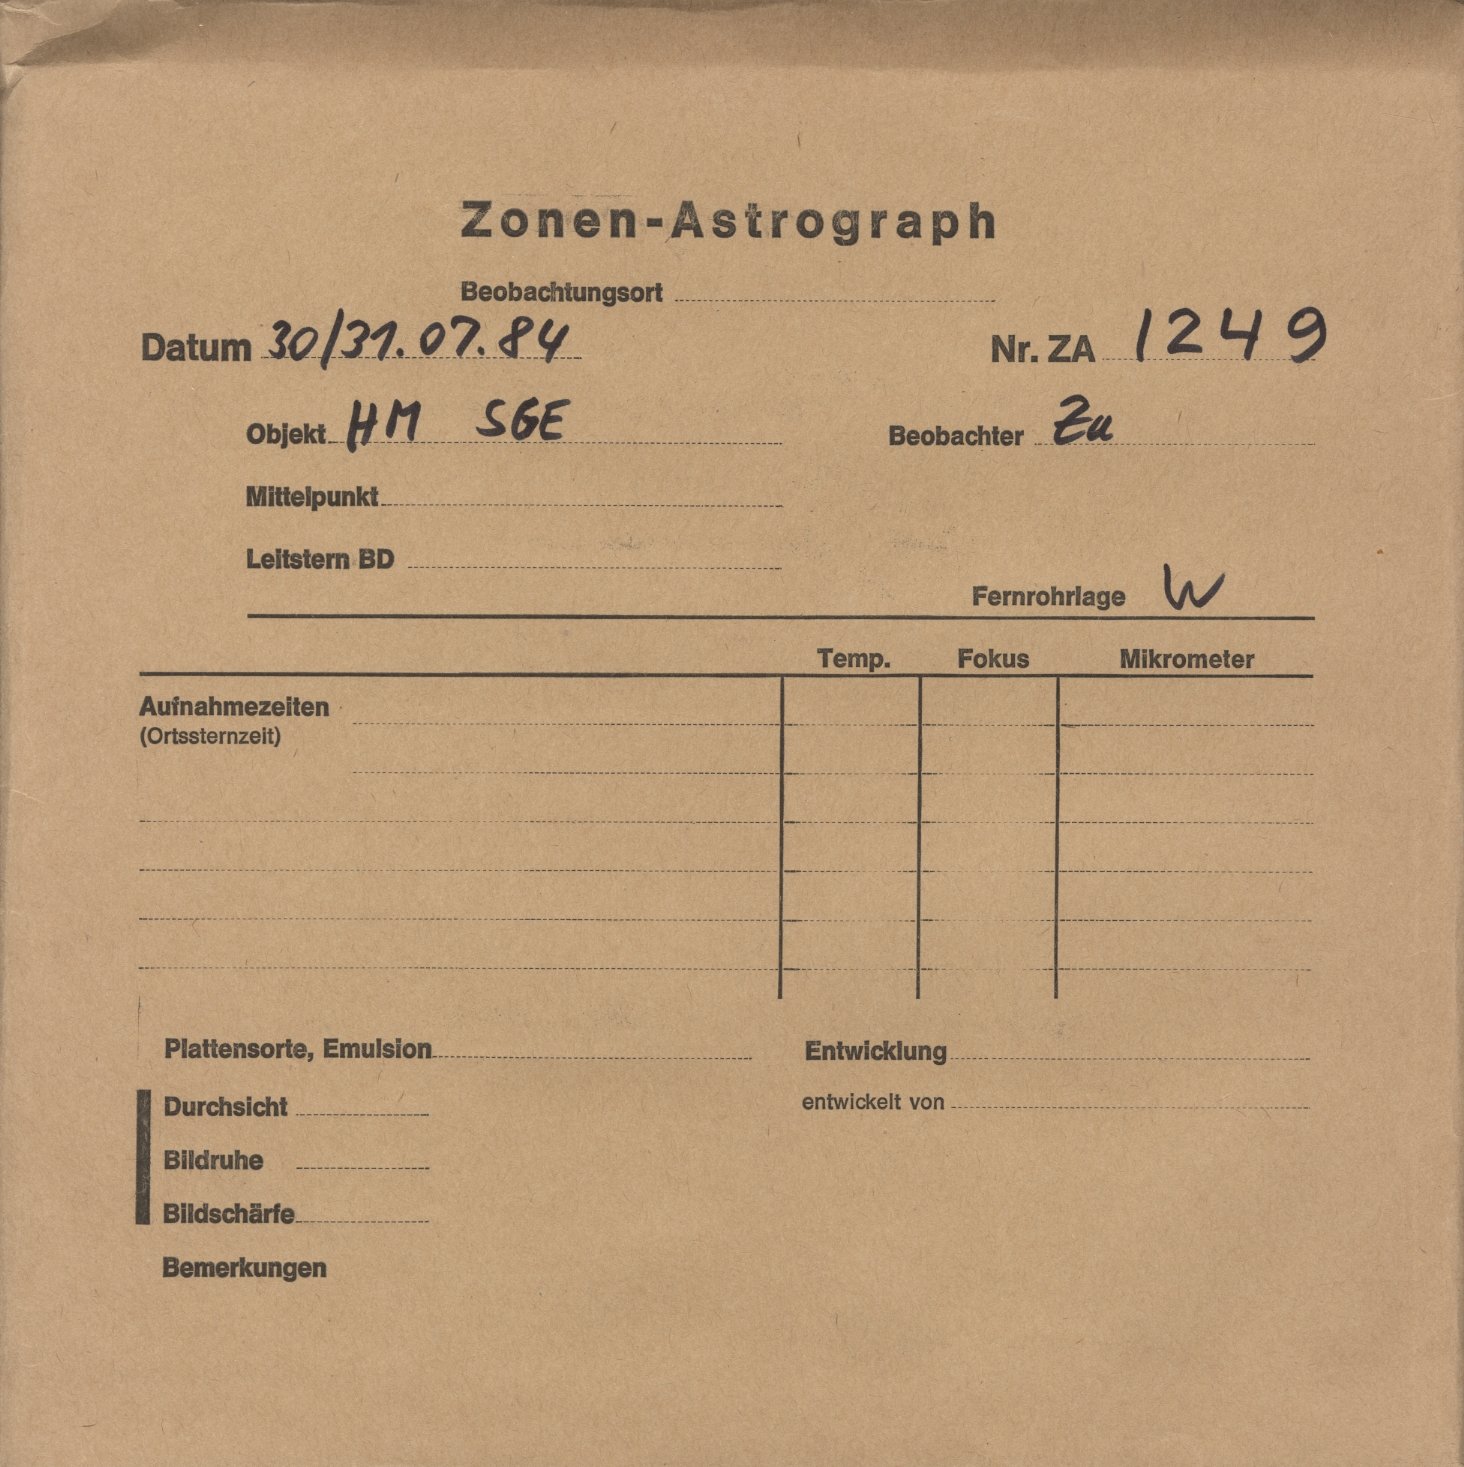 Zonen-Astrograph
Beobachtungsort
Datum 30/31.07.84 Nr. ZA 1249
Objekt HM SGE Beobachter Zu
Mittelpunkt
Leitstern BD
Fernrohrlage W
Temp. Fokus Mikrometer
Aufnahmezeiten
(Ortssternzeit)
Plattensorte, Emulsion Entwicklung
Durchsicht entwickelt von
Bildruhe
Bildschärfe
Bemerkungen